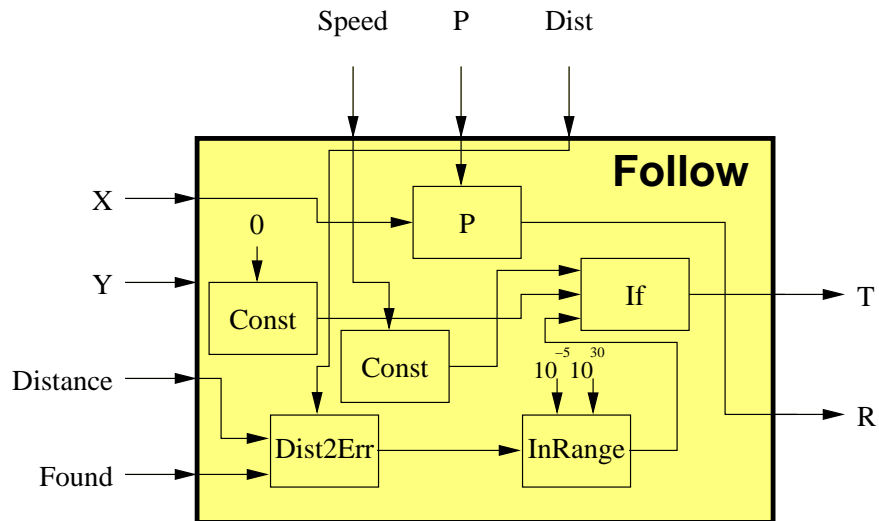 Speed P Dist
Follow
X
P
0
Y
If
T
Const
Const
10^-5 10^30
Distance
R
Dist2Err
InRange
Found